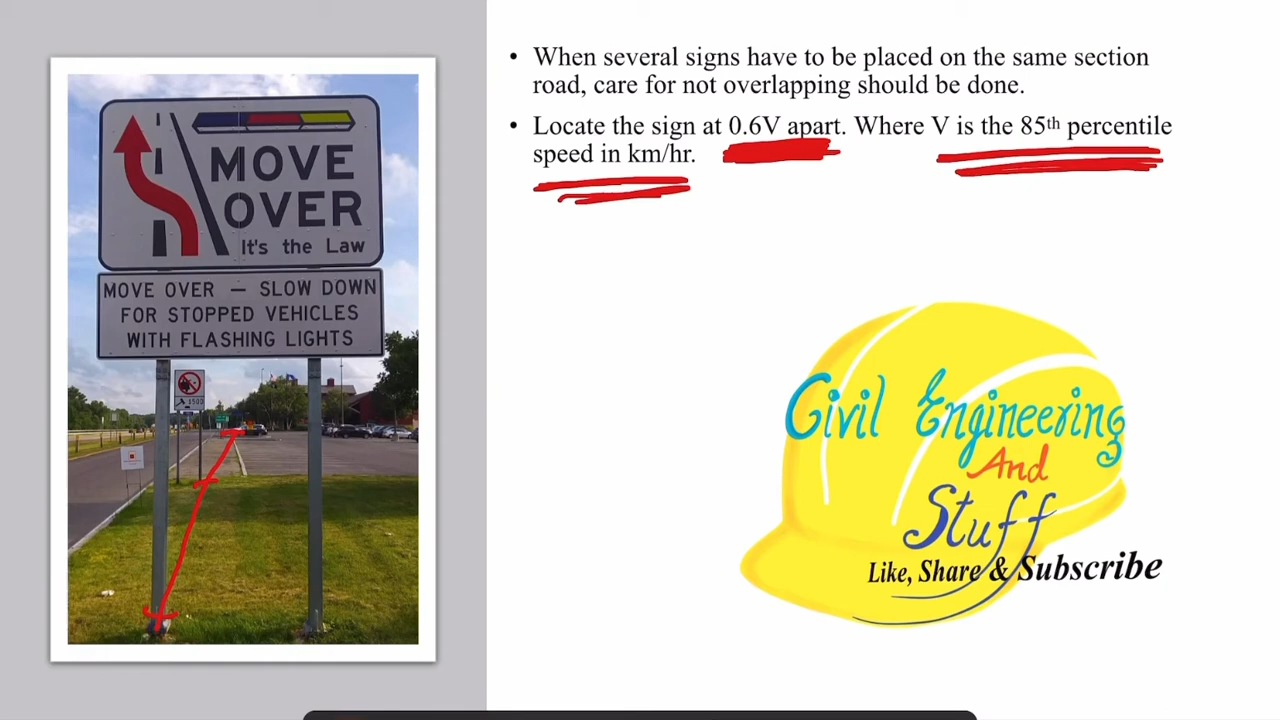 • When several signs have to be placed on the same section
road, care for not overlapping should be done.
• Locate the sign at 0.6V apart. Where V is the 85th percentile
speed in km/hr.
MOVE
OVER
It's the Law
MOVE OVER — SLOW DOWN
FOR STOPPED VEHICLES
WITH FLASHING LIGHTS
Civil Engineering
And
Stuff
Like, Share & Subscribe